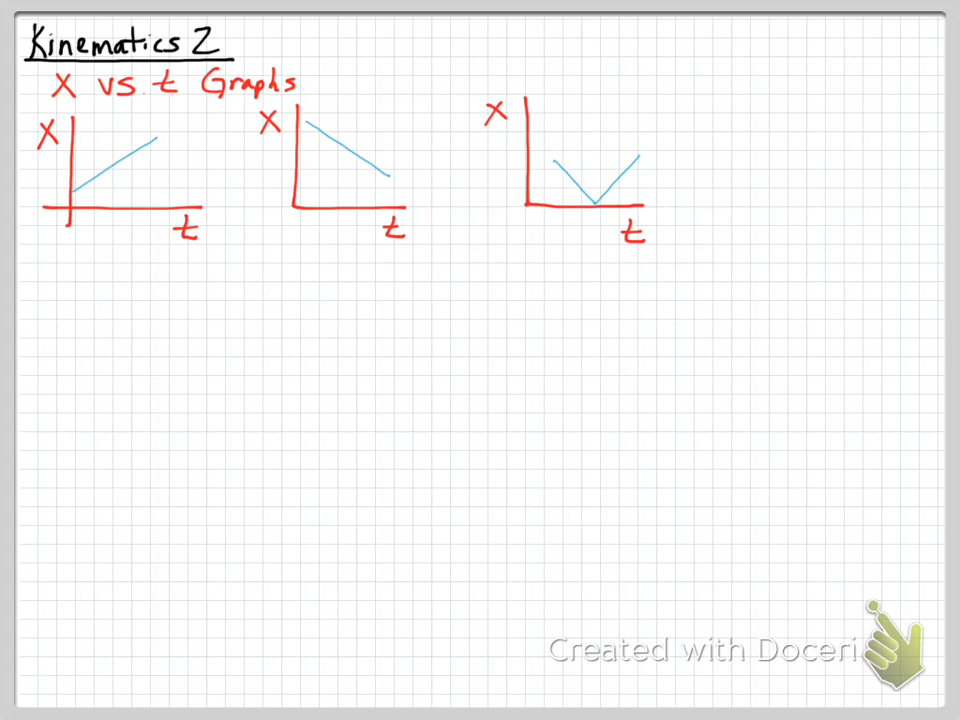 Kinematics 2
X vs. t Graphs
X
t
X
t
X
t
Created with Doceri